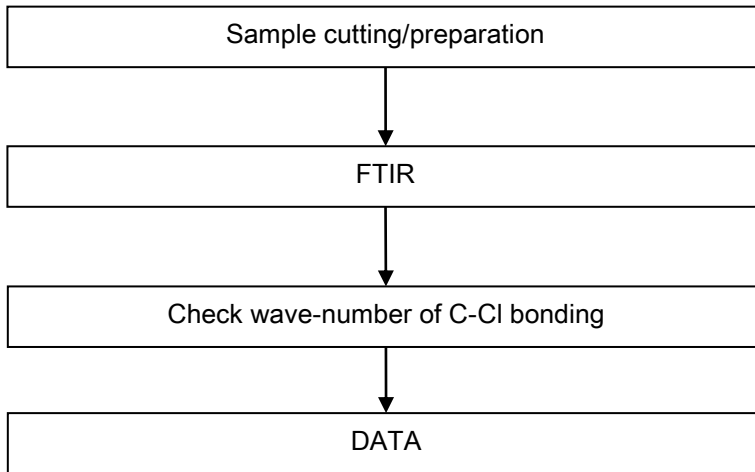 Sample cutting/preparation
FTIR
Check wave-number of C-Cl bonding
DATA